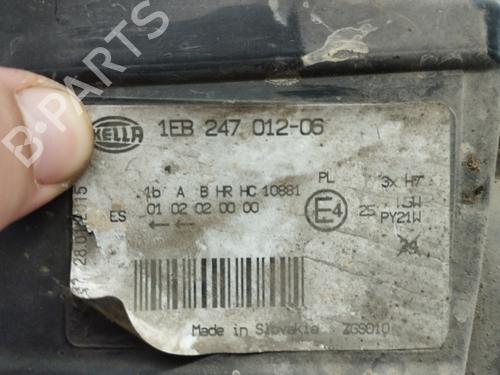 B-PARTS
HELLA 1EB 247 012-06
1b A B HR HC 10881
ES 01 02 02 00 00
PL
E4 25
3x H7
PY21W
Made in Slovakia ZGS010